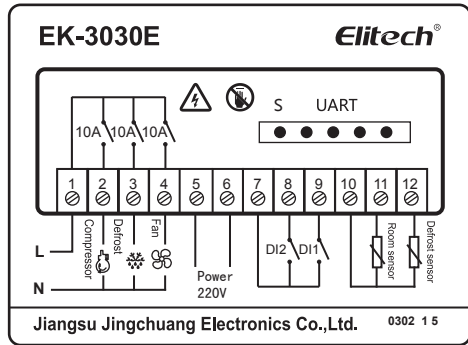 EK-3030E
Elitech®
S UART
10A 10A 10A
1 2 3 4 5 6 7 8 9 10 11 12
L
N
Compressor
Defrost
Fan
Power
220V
DI2
DI1
Room sensor
Defrost sensor
Jiangsu Jingchuang Electronics Co.,Ltd.
0302 1 5